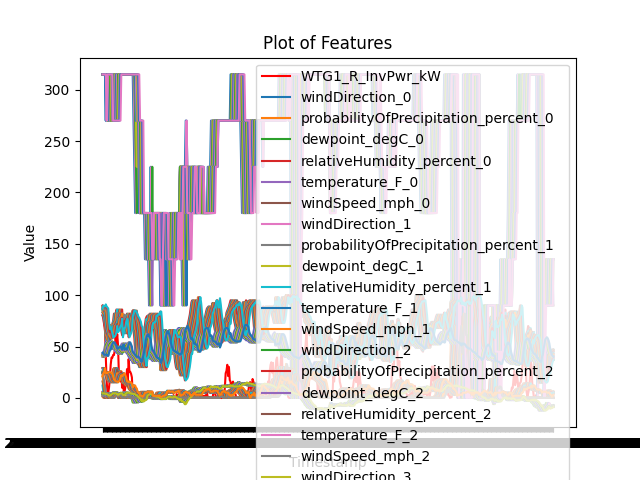 Plot of Features
300
250
200
150
100
50
0
Value
WTG1_R_InvPwr_kW
windDirection_0
probabilityOfPrecipitation_percent_0
dewpoint_degC_0
relativeHumidity_percent_0
temperature_F_0
windSpeed_mph_0
windDirection_1
probabilityOfPrecipitation_percent_1
dewpoint_degC_1
relativeHumidity_percent_1
temperature_F_1
windSpeed_mph_1
windDirection_2
probabilityOfPrecipitation_percent_2
dewpoint_degC_2
relativeHumidity_percent_2
temperature_F_2
windSpeed_mph_2
windDirection_3
Timestamp